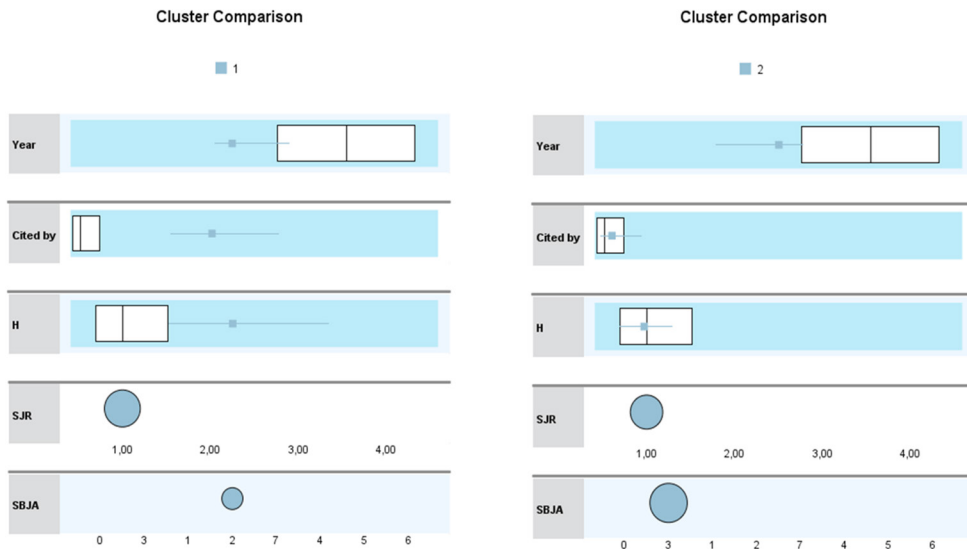 Cluster Comparison
1
Year
Cited by
H
SJR
1,00 2,00 3,00 4,00
SBJA
0 3 1 2 7 4 5 6
Cluster Comparison
2
Year
Cited by
H
SJR
1,00 2,00 3,00 4,00
SBJA
0 3 1 2 7 4 5 6